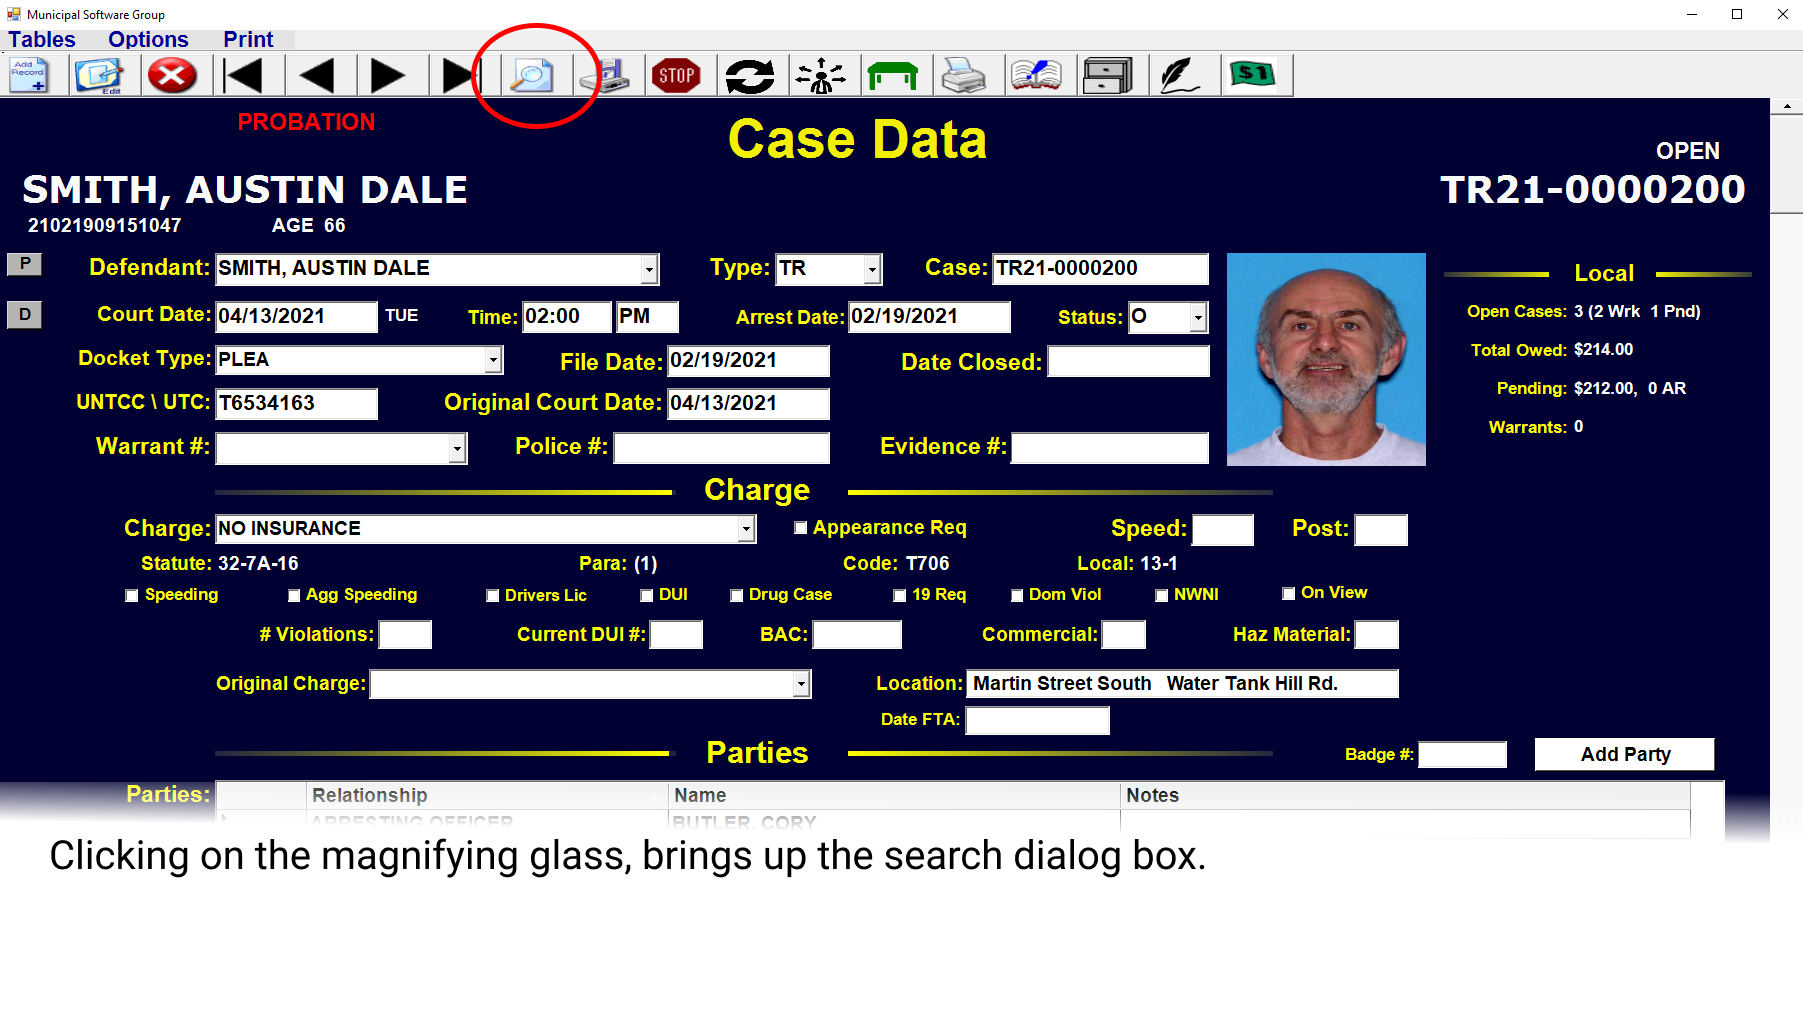 Municipal Software Group
Tables Options Print
Add Record Edit STOP $1
PROBATION
Case Data
OPEN
SMITH, AUSTIN DALE
TR21-0000200
21021909151047 AGE 66
P Defendant: SMITH, AUSTIN DALE Type: TR Case: TR21-0000200
Local
D Court Date: 04/13/2021 TUE Time: 02:00 PM Arrest Date: 02/19/2021 Status: O
Open Cases: 3 (2 Wrk 1 Pnd)
Docket Type: PLEA File Date: 02/19/2021 Date Closed:
Total Owed: $214.00
UNTCC \ UTC: T6534163 Original Court Date: 04/13/2021
Pending: $212.00, 0 AR
Warrant #: Police #: Evidence #:
Warrants: 0
Charge
Charge: NO INSURANCE Appearance Req Speed: Post:
Statute: 32-7A-16 Para: (1) Code: T706 Local: 13-1
Speeding Agg Speeding Drivers Lic DUI Drug Case 19 Req Dom Viol NWNI On View
# Violations: Current DUI #: BAC: Commercial: Haz Material:
Original Charge: Location: Martin Street South Water Tank Hill Rd.
Date FTA:
Parties
Badge #: Add Party
Parties: Relationship Name Notes
ARRESTING OFFICER BUTLER, CORY
Clicking on the magnifying glass, brings up the search dialog box.